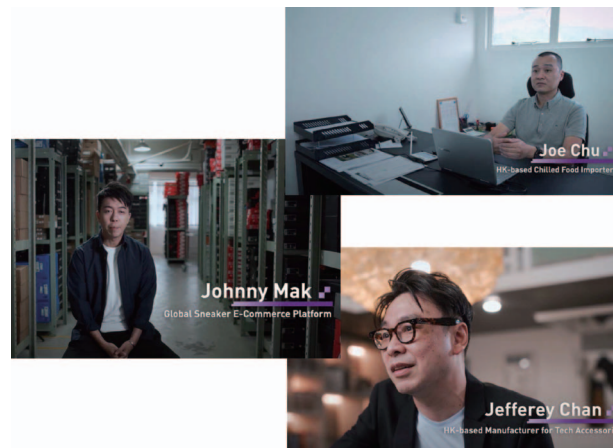 Joe Chu
HK-based Chilled Food Importer
Johnny Mak
Global Sneaker E-Commerce Platform
Jefferey Chan
HK-based Manufacturer for Tech Accessori